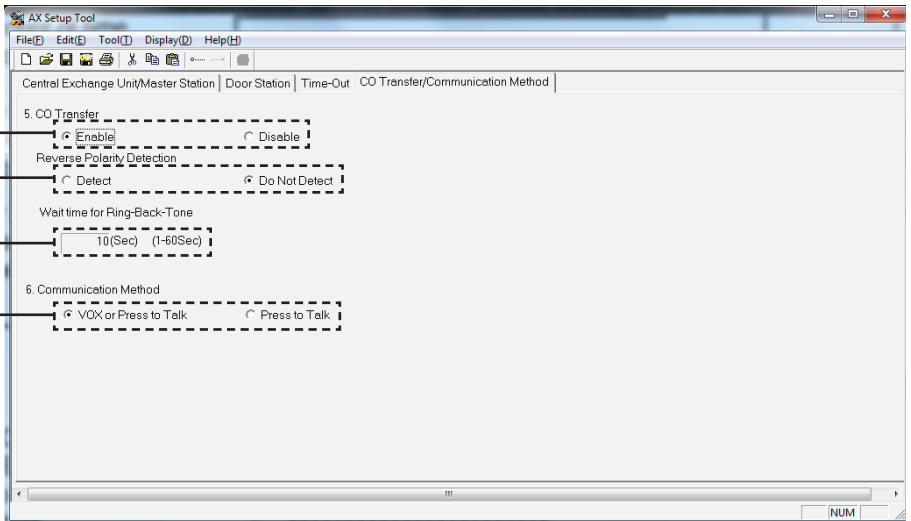 AX Setup Tool
File(F) Edit(E) Tool(T) Display(D) Help(H)
Central Exchange Unit/Master Station Door Station Time-Out CO Transfer/Communication Method
5. CO Transfer
Enable Disable
Reverse Polarity Detection
Detect Do Not Detect
Wait time for Ring-Back-Tone
10(Sec) (1-60Sec)
6. Communication Method
VOX or Press to Talk Press to Talk
NUM